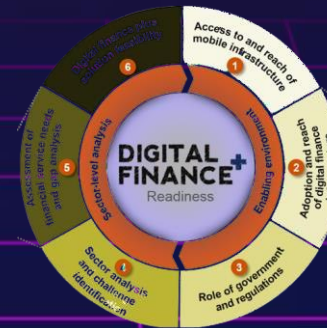 1
Access to and reach of
mobile infrastructure
2
Adoption and reach
of digital finance
3
Role of government
and regulations
4
Sector analysis
and challenge
identification
5
Assessment of
financial service needs
and gap analysis
6
Enabling environment
Sector-level analysis
DIGITAL
FINANCE+
Readiness